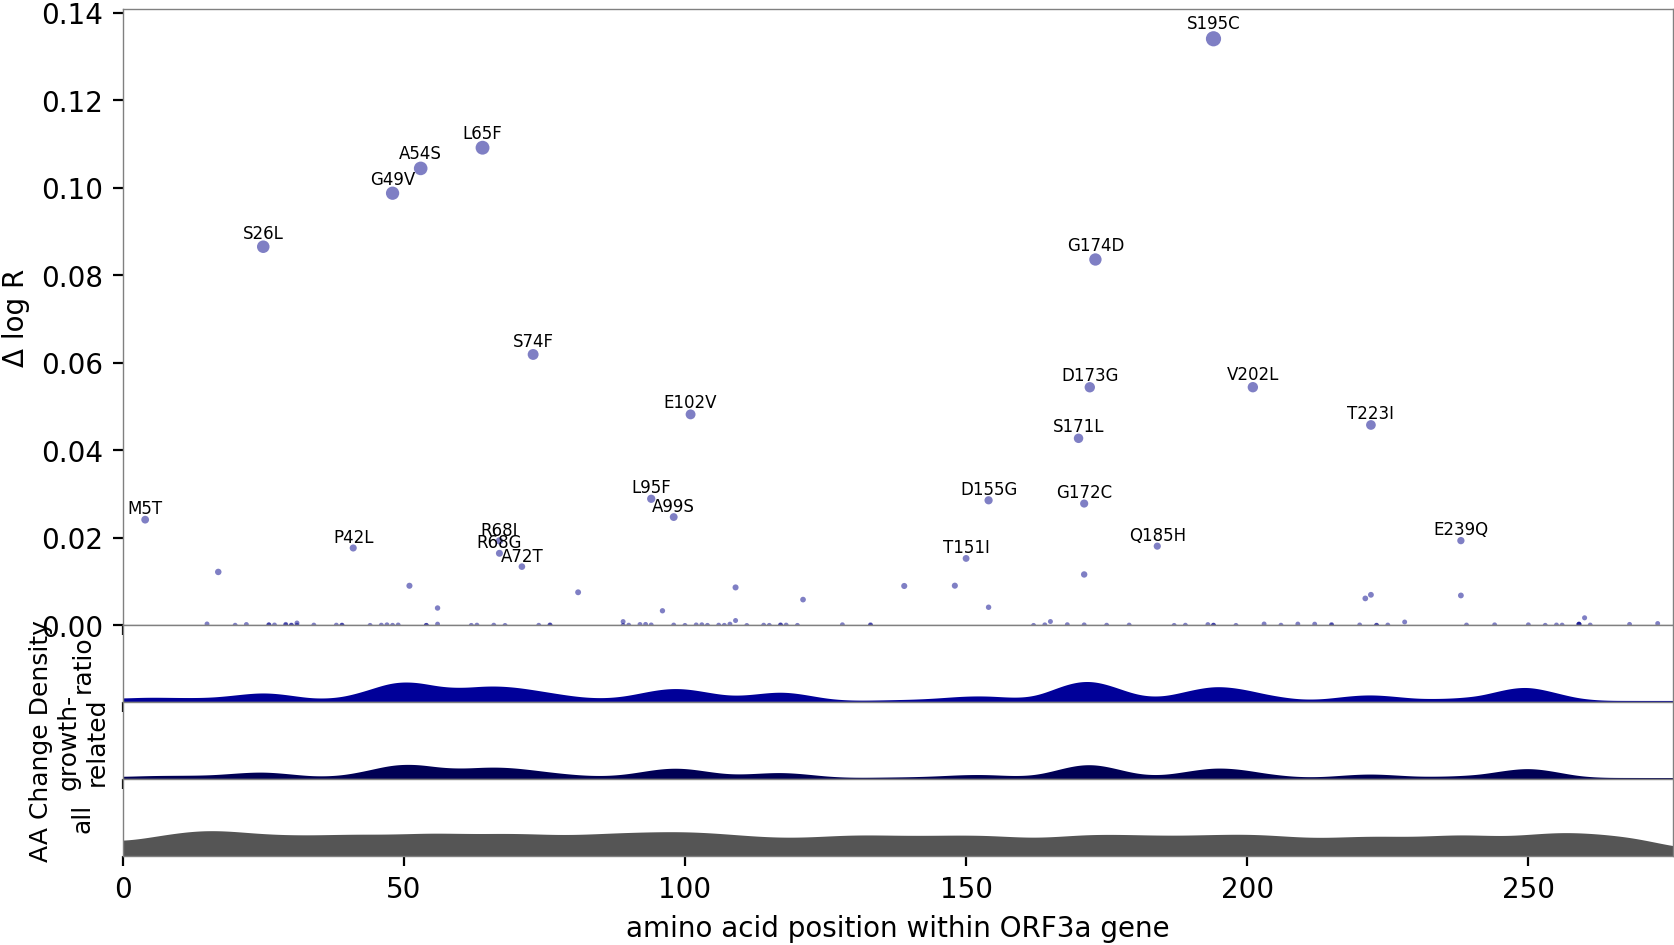 0.14
0.12
0.10
0.08
0.06
0.04
0.02
0.00
Δ log R
S195C
L65F
A54S
G49V
S26L
G174D
S74F
D173G
V202L
E102V
T223I
S171L
L95F
D155G
G172C
A99S
M5T
R68I
E239Q
P42L
Q185H
R68G
T151I
A72T
AA Change Density
ratio
growth-
related
all
0
50
100
150
200
250
amino acid position within ORF3a gene